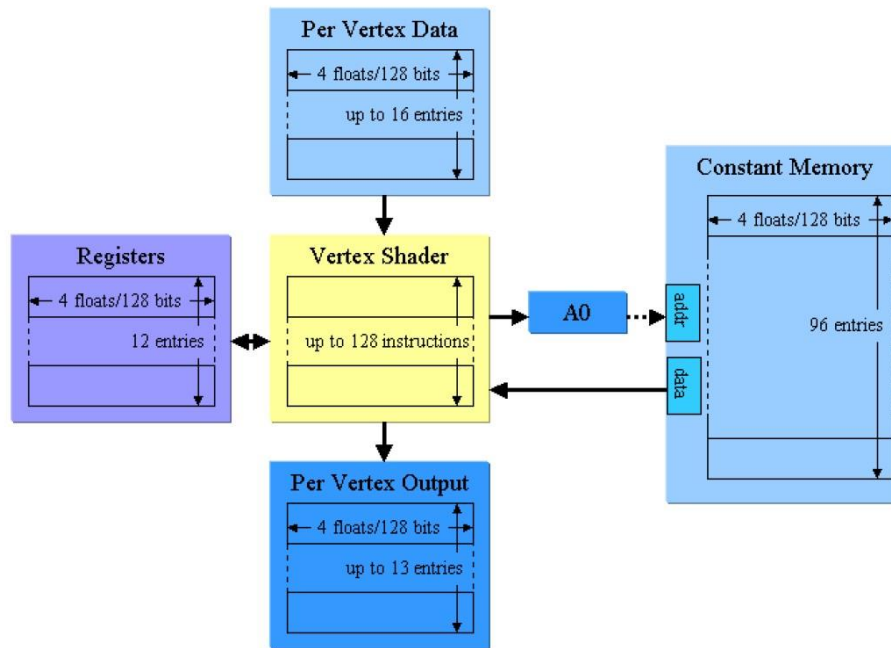 Per Vertex Data
4 floats/128 bits
up to 16 entries
Constant Memory
4 floats/128 bits
addr
96 entries
data
Registers
4 floats/128 bits
12 entries
Vertex Shader
up to 128 instructions
A0
Per Vertex Output
4 floats/128 bits
up to 13 entries